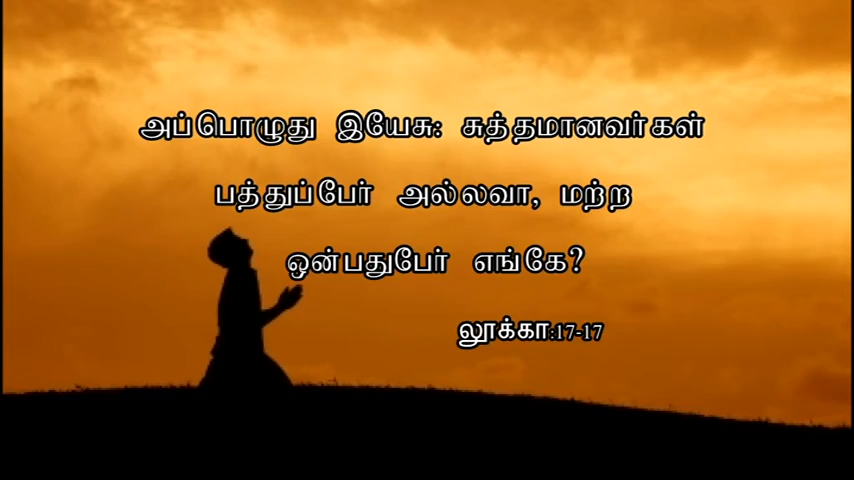 அப்பொழுது இயேசு: சுத்தமானவர்கள்
பத்துப்பேர் அல்லவா, மற்ற
ஒன்பதுபேர் எங்கே?
லூக்கா:17-17